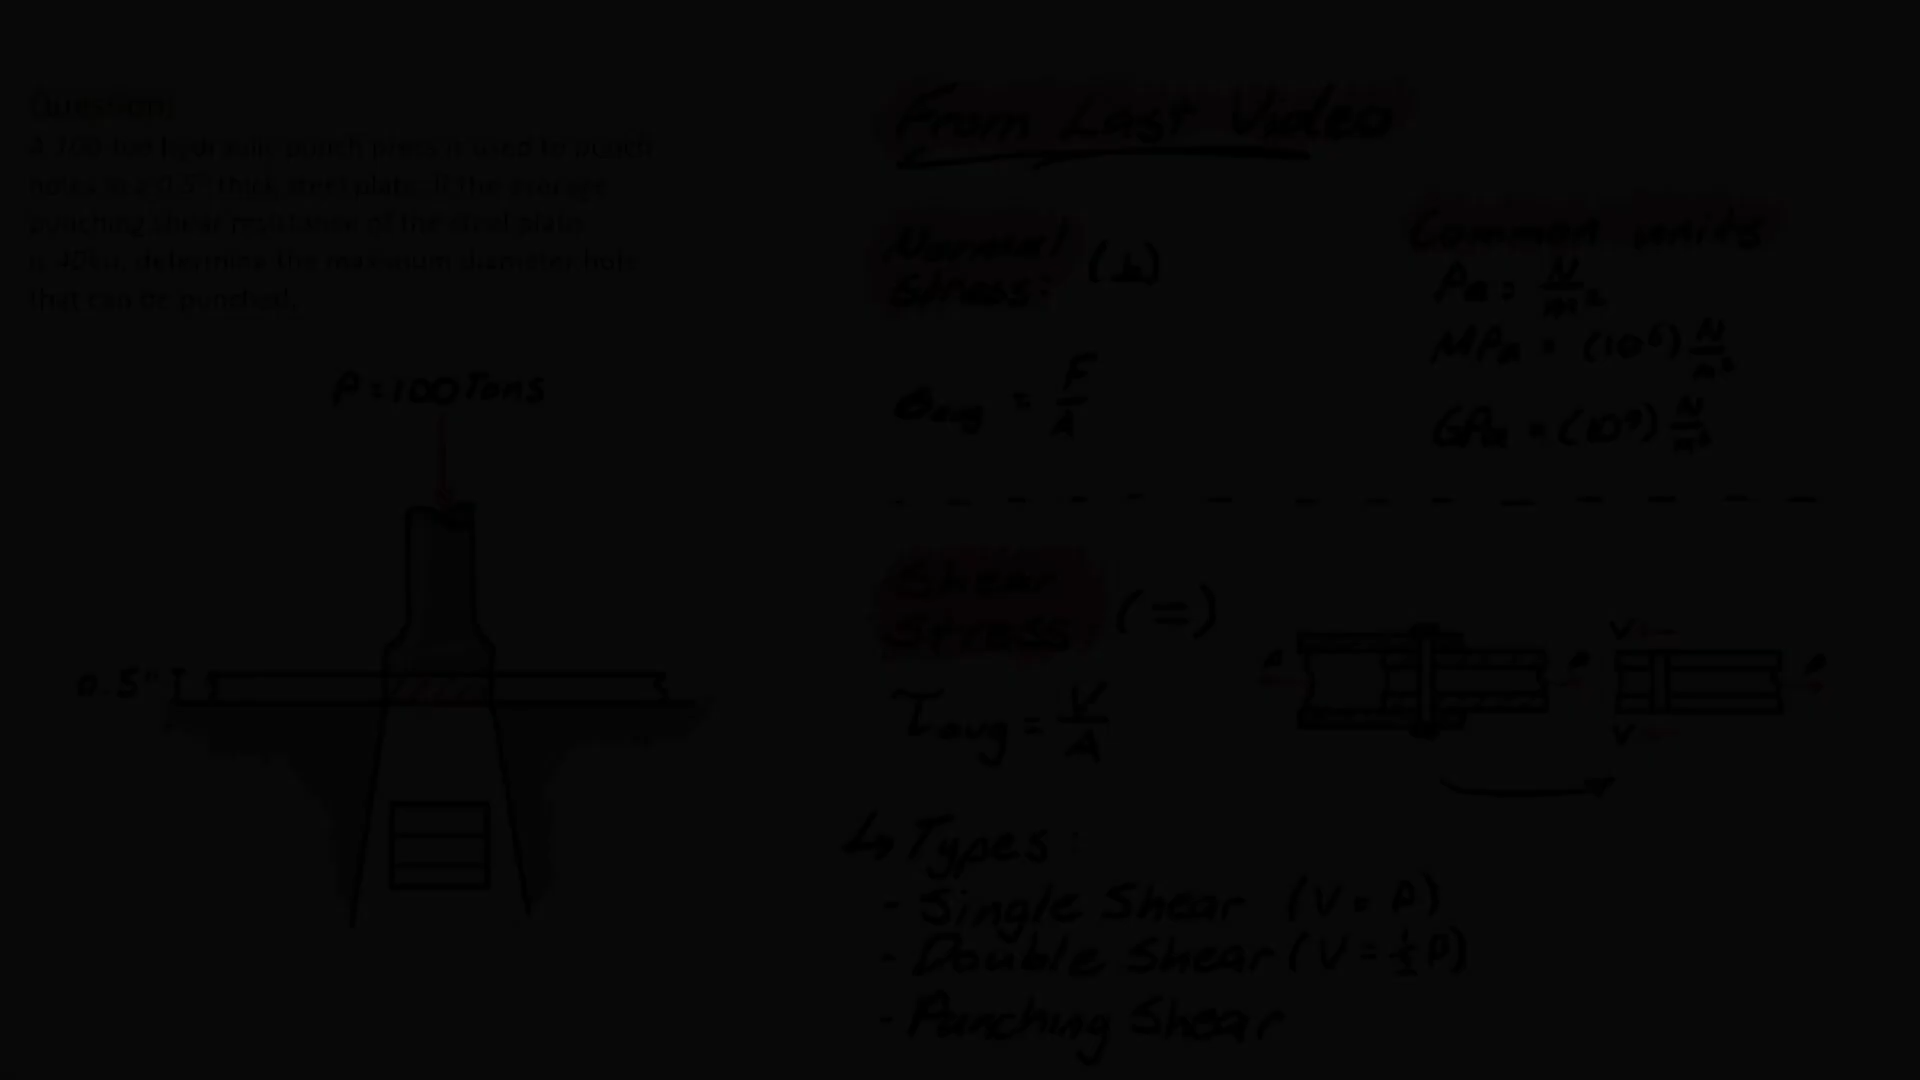 Question:
A 100-ton hydraulic punch press is used to punch
holes in a 0.5" thick steel plate. If the average
punching shear resistance of the steel plate
is 40ksi, determine the maximum diameter hole
that can be punched.
P = 100 Tons
0.5"
From Last Video
Normal (⊥)
Stress:
σavg = F/A
Common units
Pa = N/m²
MPa = (10⁶) N/m²
GPa = (10⁹) N/m²
Shear (=)
Stress:
τavg = V/A
P P V P
V
↳ Types:
- Single Shear (V = P)
- Double Shear (V = ½P)
- Punching Shear